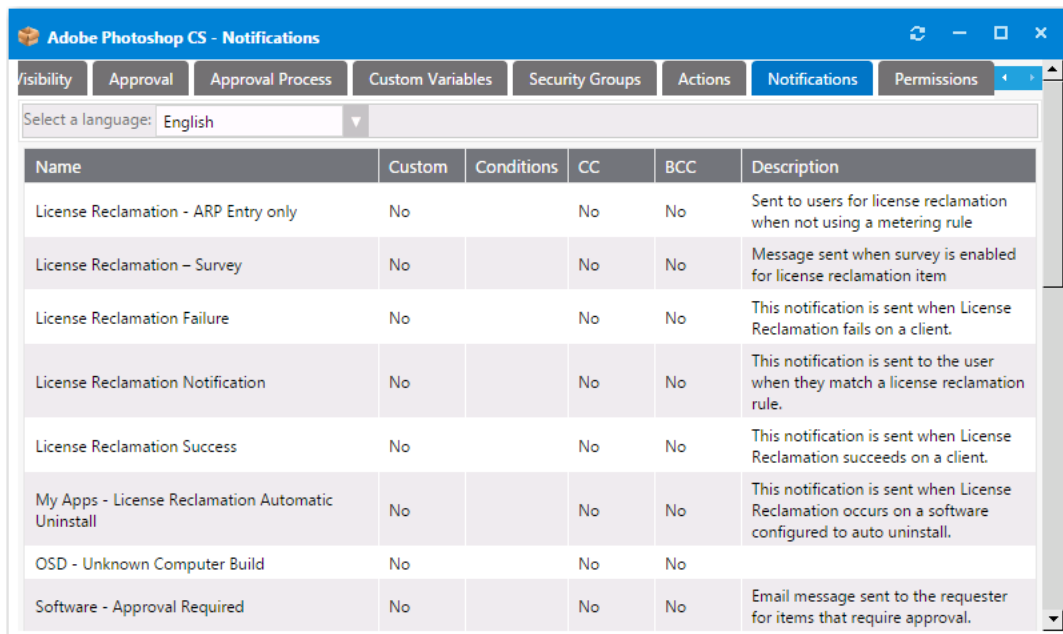 Adobe Photoshop CS - Notifications
Visibility Approval Approval Process Custom Variables Security Groups Actions Notifications Permissions
Select a language: English
Name Custom Conditions CC BCC Description
License Reclamation - ARP Entry only No No No Sent to users for license reclamation
when not using a metering rule
License Reclamation – Survey No No No Message sent when survey is enabled
for license reclamation item
License Reclamation Failure No No No This notification is sent when License
Reclamation fails on a client.
License Reclamation Notification No No No This notification is sent to the user
when they match a license reclamation
rule.
License Reclamation Success No No No This notification is sent when License
Reclamation succeeds on a client.
My Apps - License Reclamation Automatic
Uninstall No No No This notification is sent when License
Reclamation occurs on a software
configured to auto uninstall.
OSD - Unknown Computer Build No No No
Software - Approval Required No No No Email message sent to the requester
for items that require approval.